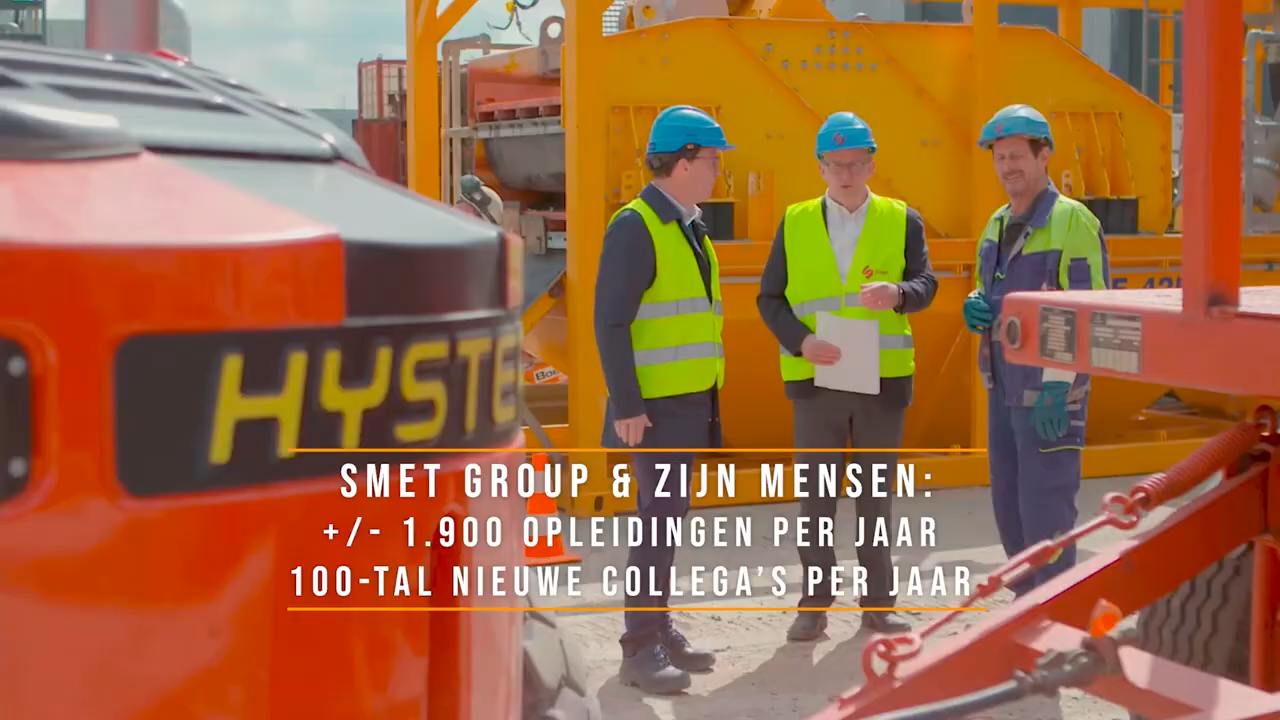 HYSTE
SMET GROUP & ZIJN MENSEN:
+/- 1.900 OPLEIDINGEN PER JAAR
100-TAL NIEUWE COLLEGA'S PER JAAR